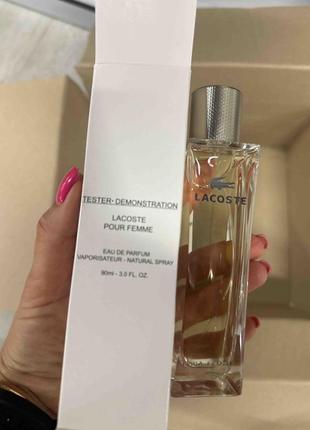 TESTER-DEMONSTRATION
LACOSTE
POUR FEMME
EAU DE PARFUM
VAPORISATEUR - NATURAL SPRAY
90ml - 3.0 FL. OZ.
LACOSTE